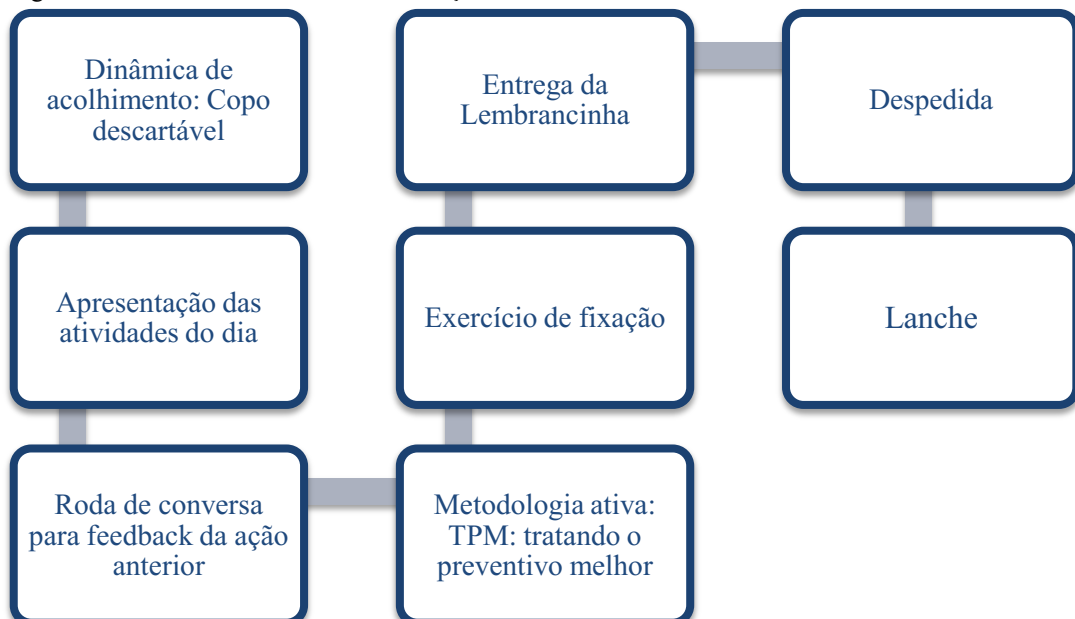 Dinâmica de
acolhimento: Copo
descartável
Apresentação das
atividades do dia
Roda de conversa
para feedback da ação
anterior
Metodologia ativa:
TPM: tratando o
preventivo melhor
Exercício de fixação
Entrega da
Lembrancinha
Despedida
Lanche